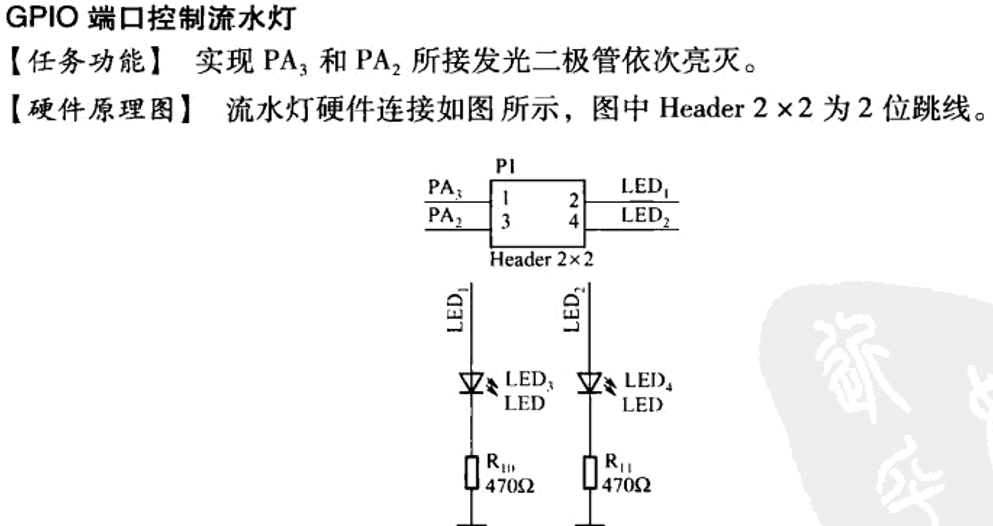 GPIO 端口控制流水灯
【任务功能】 实现 PA₃ 和 PA₂ 所接发光二极管依次亮灭。
【硬件原理图】 流水灯硬件连接如图所示，图中 Header 2×2 为 2 位跳线。
P1
PA₃ 1 2 LED₁
PA₂ 3 4 LED₂
Header 2×2
LED₁ LED₂
LED₃ LED₄
LED LED
R₁₀ R₁₁
470Ω 470Ω